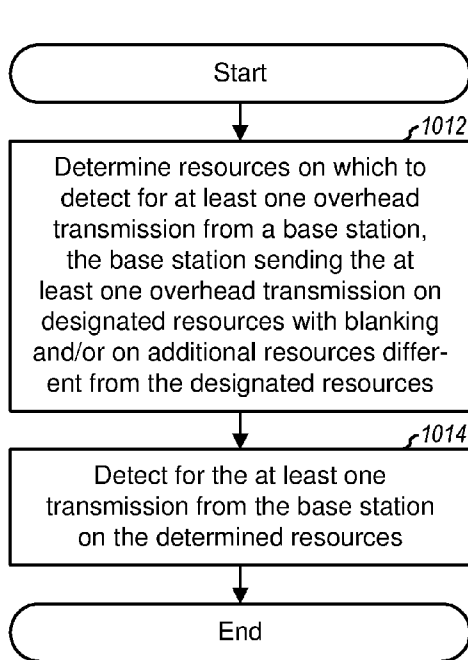 Start
1012
Determine resources on which to
detect for at least one overhead
transmission from a base station,
the base station sending the at
least one overhead transmission on
designated resources with blanking
and/or on additional resources differ-
ent from the designated resources
1014
Detect for the at least one
transmission from the base station
on the determined resources
End